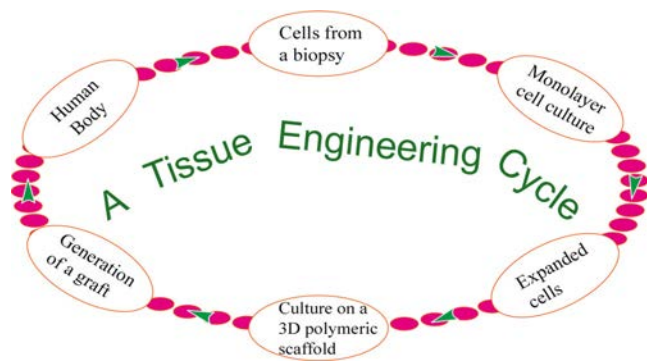 Cells from
a biopsy
Monolayer
cell culture
Human
Body
A Tissue Engineering Cycle
Generation
of a graft
Expanded
cells
Culture on a
3D polymeric
scaffold